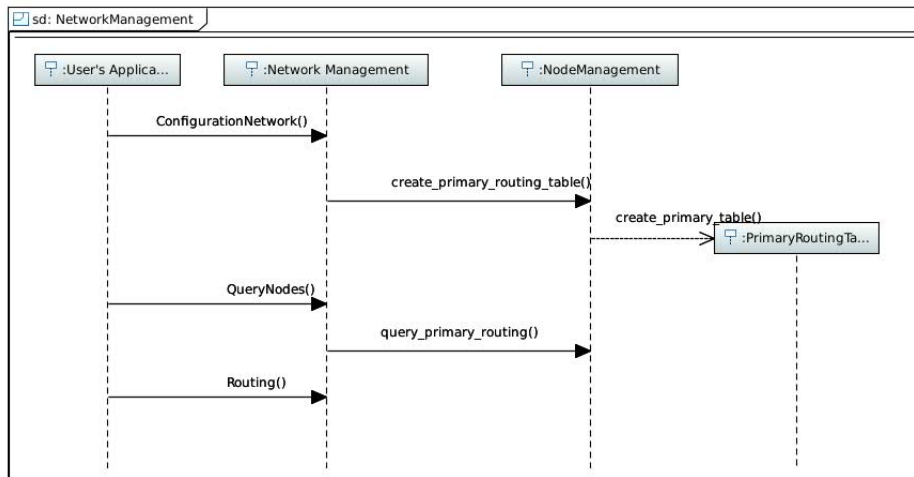 sd: NetworkManagement
:User's Applica...
:Network Management
:NodeManagement
ConfigurationNetwork()
create_primary_routing_table()
create_primary_table()
:PrimaryRoutingTa...
QueryNodes()
query_primary_routing()
Routing()